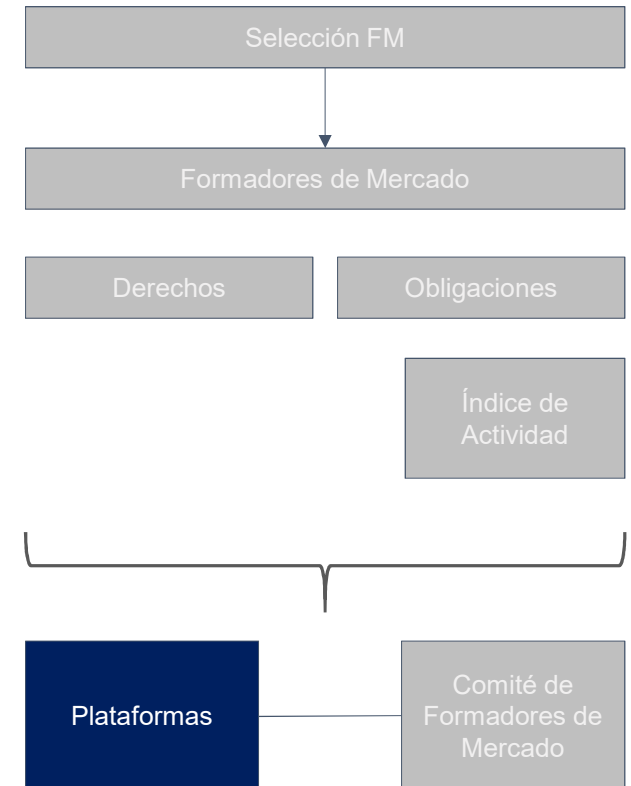 Selección FM
Formadores de Mercado
Derechos
Obligaciones
Índice de
Actividad
Plataformas
Comité de
Formadores de
Mercado